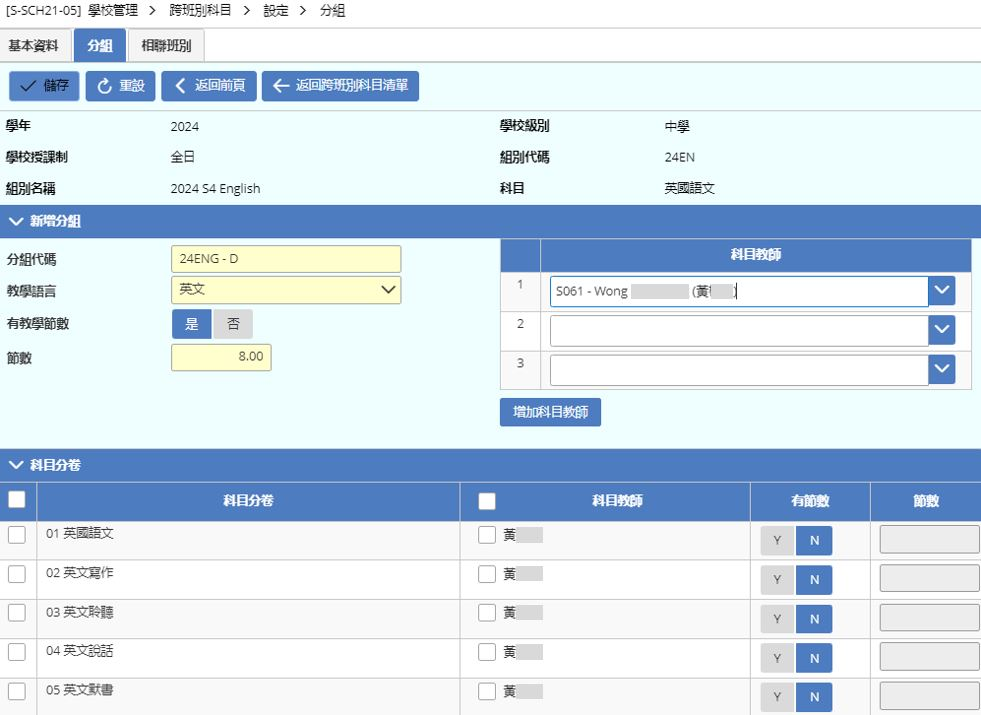 [S-SCH21-05] 學校管理 > 跨班別科目 > 設定 > 分組
基本資料 分組 相聯班別
儲存 重設 返回前頁 返回跨班別科目清單
學年 2024 學校級別 中學
學校授課制 全日 組別代碼 24EN
組別名稱 2024 S4 English 科目 英國語文
新增分組
科目教師
分組代碼 24ENG - D
1 S061 - Wong (黃 )
教學語言 英文
有教學節數 是 否
2
節數 8.00
3
增加科目教師
科目分卷
科目分卷 科目教師 有節數 節數
01 英國語文 黃 Y N
02 英文寫作 黃 Y N
03 英文聆聽 黃 Y N
04 英文說話 黃 Y N
05 英文默書 黃 Y N